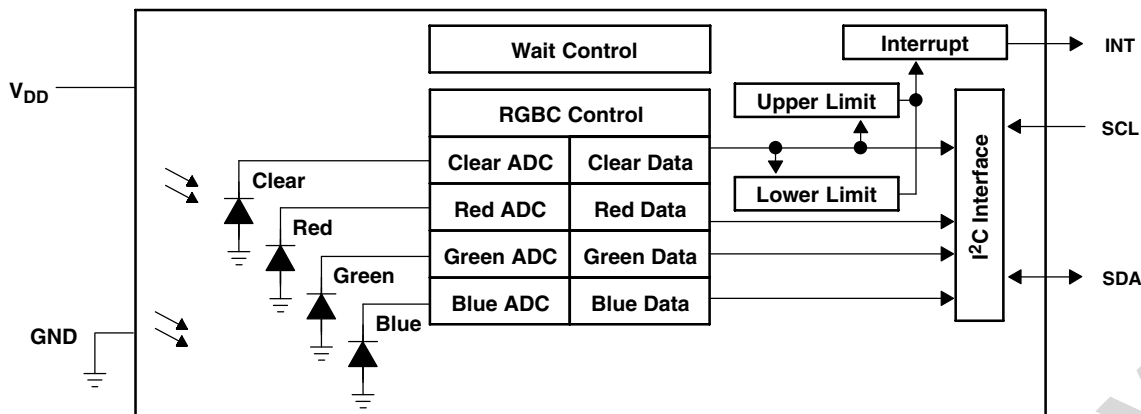 Wait Control
Interrupt
INT
V_DD
Upper Limit
RGBC Control
SCL
Clear ADC
Clear Data
Clear
Lower Limit
Red ADC
Red Data
Red
I²C Interface
Green ADC
Green Data
Green
SDA
Blue ADC
Blue Data
Blue
GND